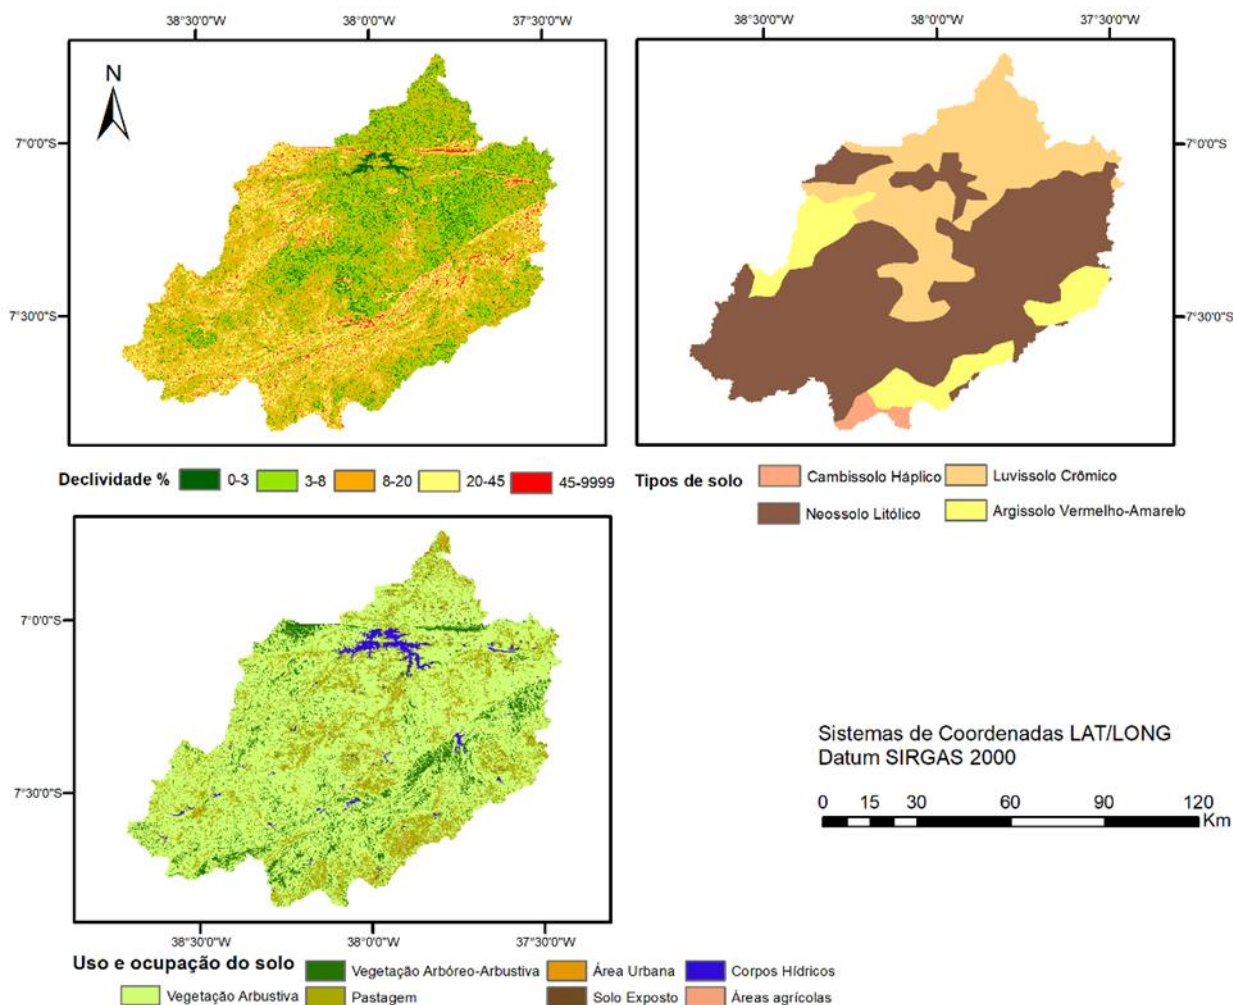 38°30'0"W 38°0'0"W 37°30'0"W
38°30'0"W 38°0'0"W 37°30'0"W
N
7°0'0"S
7°0'0"S
7°30'0"S
7°30'0"S
Declividade % 0-3 3-8 8-20 20-45 45-9999
Tipos de solo Cambissolo Háplico Luvissolo Crômico
Neossolo Litólico Argissolo Vermelho-Amarelo
7°0'0"S
7°30'0"S
38°30'0"W 38°0'0"W 37°30'0"W
Sistemas de Coordenadas LAT/LONG
Datum SIRGAS 2000
0 15 30 60 90 120
Km
Uso e ocupação do solo Vegetação Arbóreo-Arbustiva Área Urbana Corpos Hídricos
Vegetação Arbustiva Pastagem Solo Exposto Áreas agrícolas